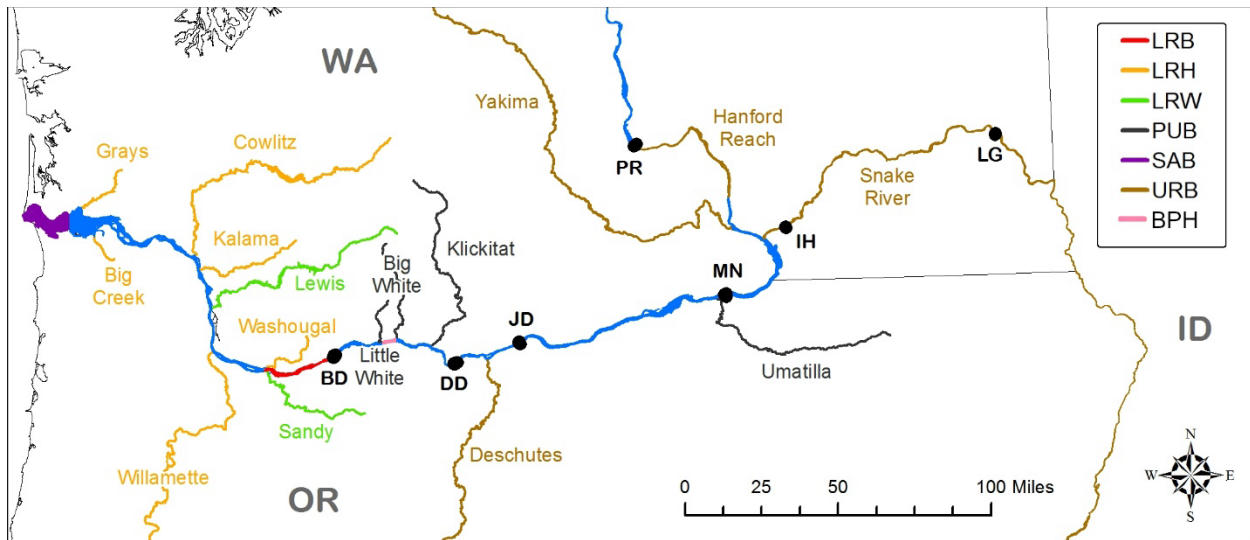 WA
LRB
LRH
LRW
PUB
SAB
URB
BPH
Yakima
Hanford
Reach
PR
LG
Snake
River
Grays
Cowlitz
Kalama
Klickitat
Big
White
IH
Big
Creek
Lewis
MN
Washougal
JD
ID
BD
Little
White
DD
Umatilla
Sandy
Deschutes
Willamette
OR
0 25 50 100 Miles
N
W E
S